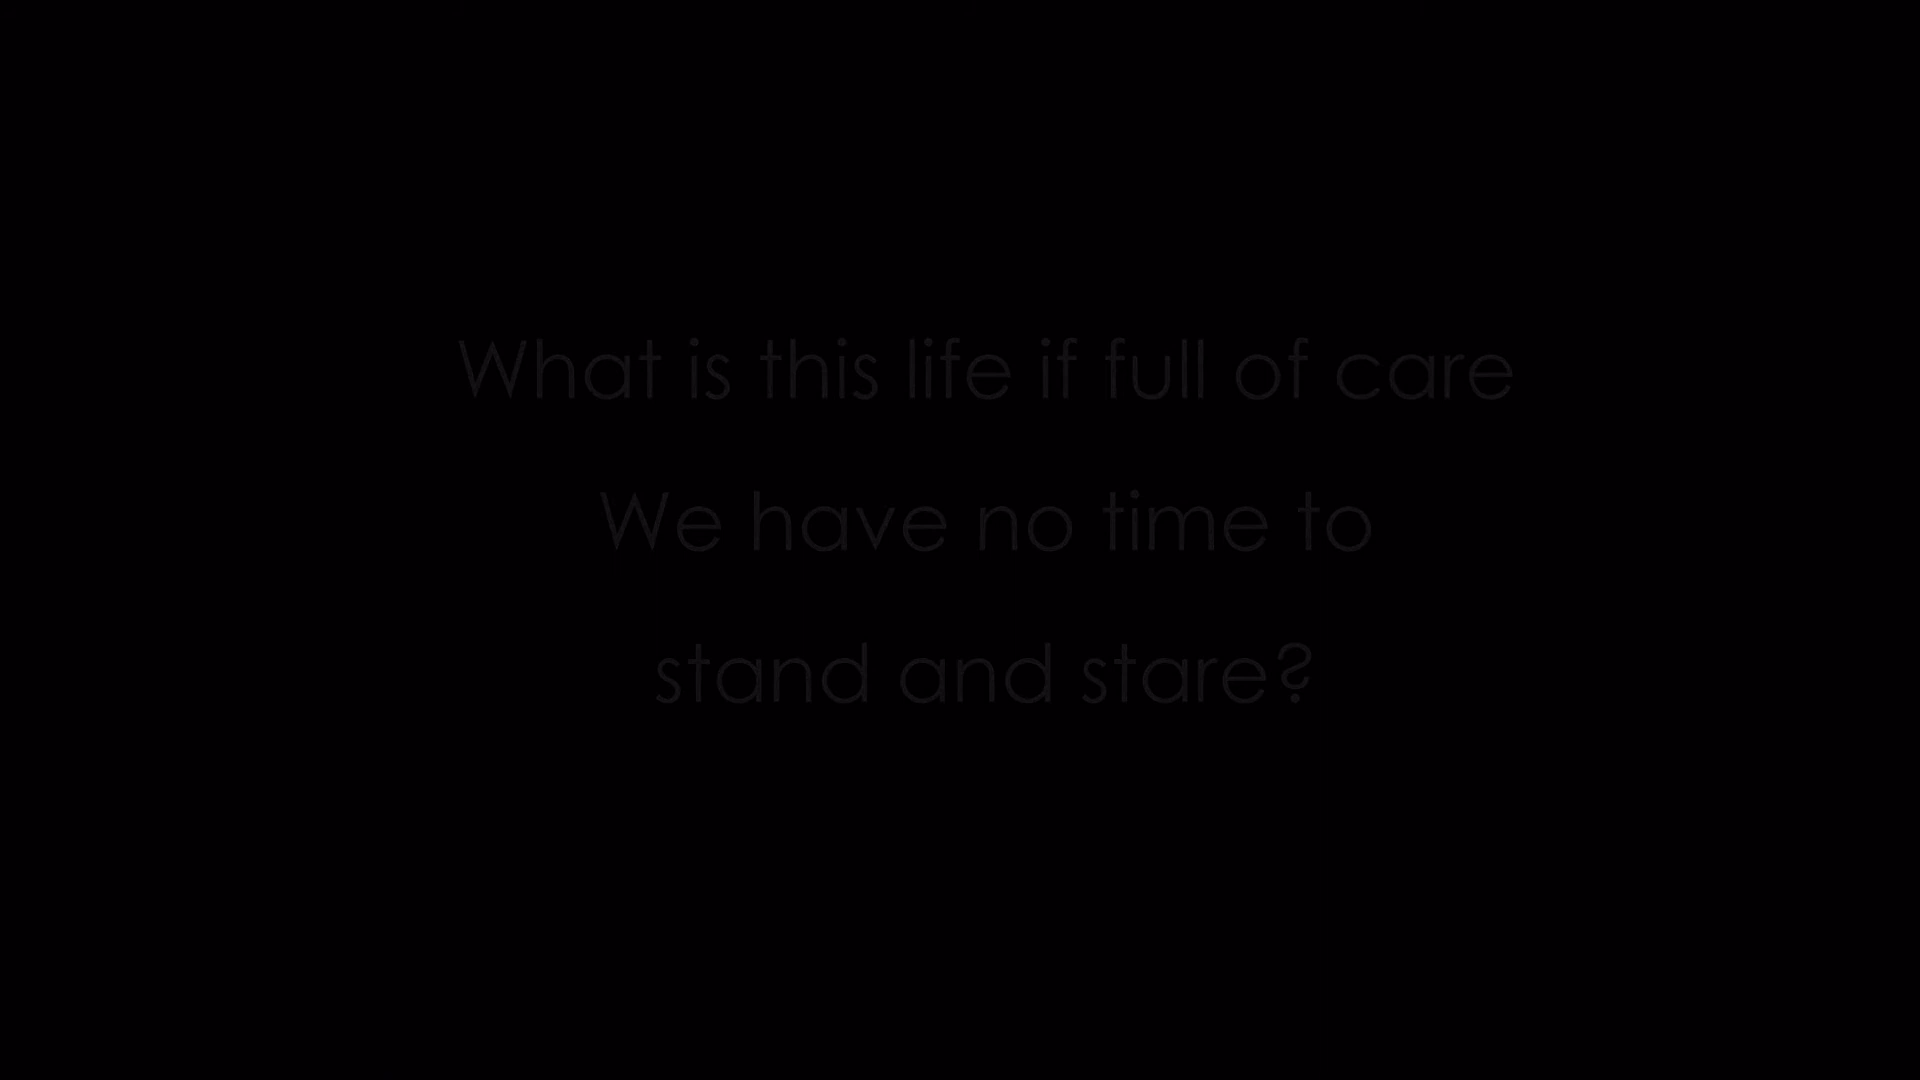 What is this life if full of care
We have no time to
stand and stare?